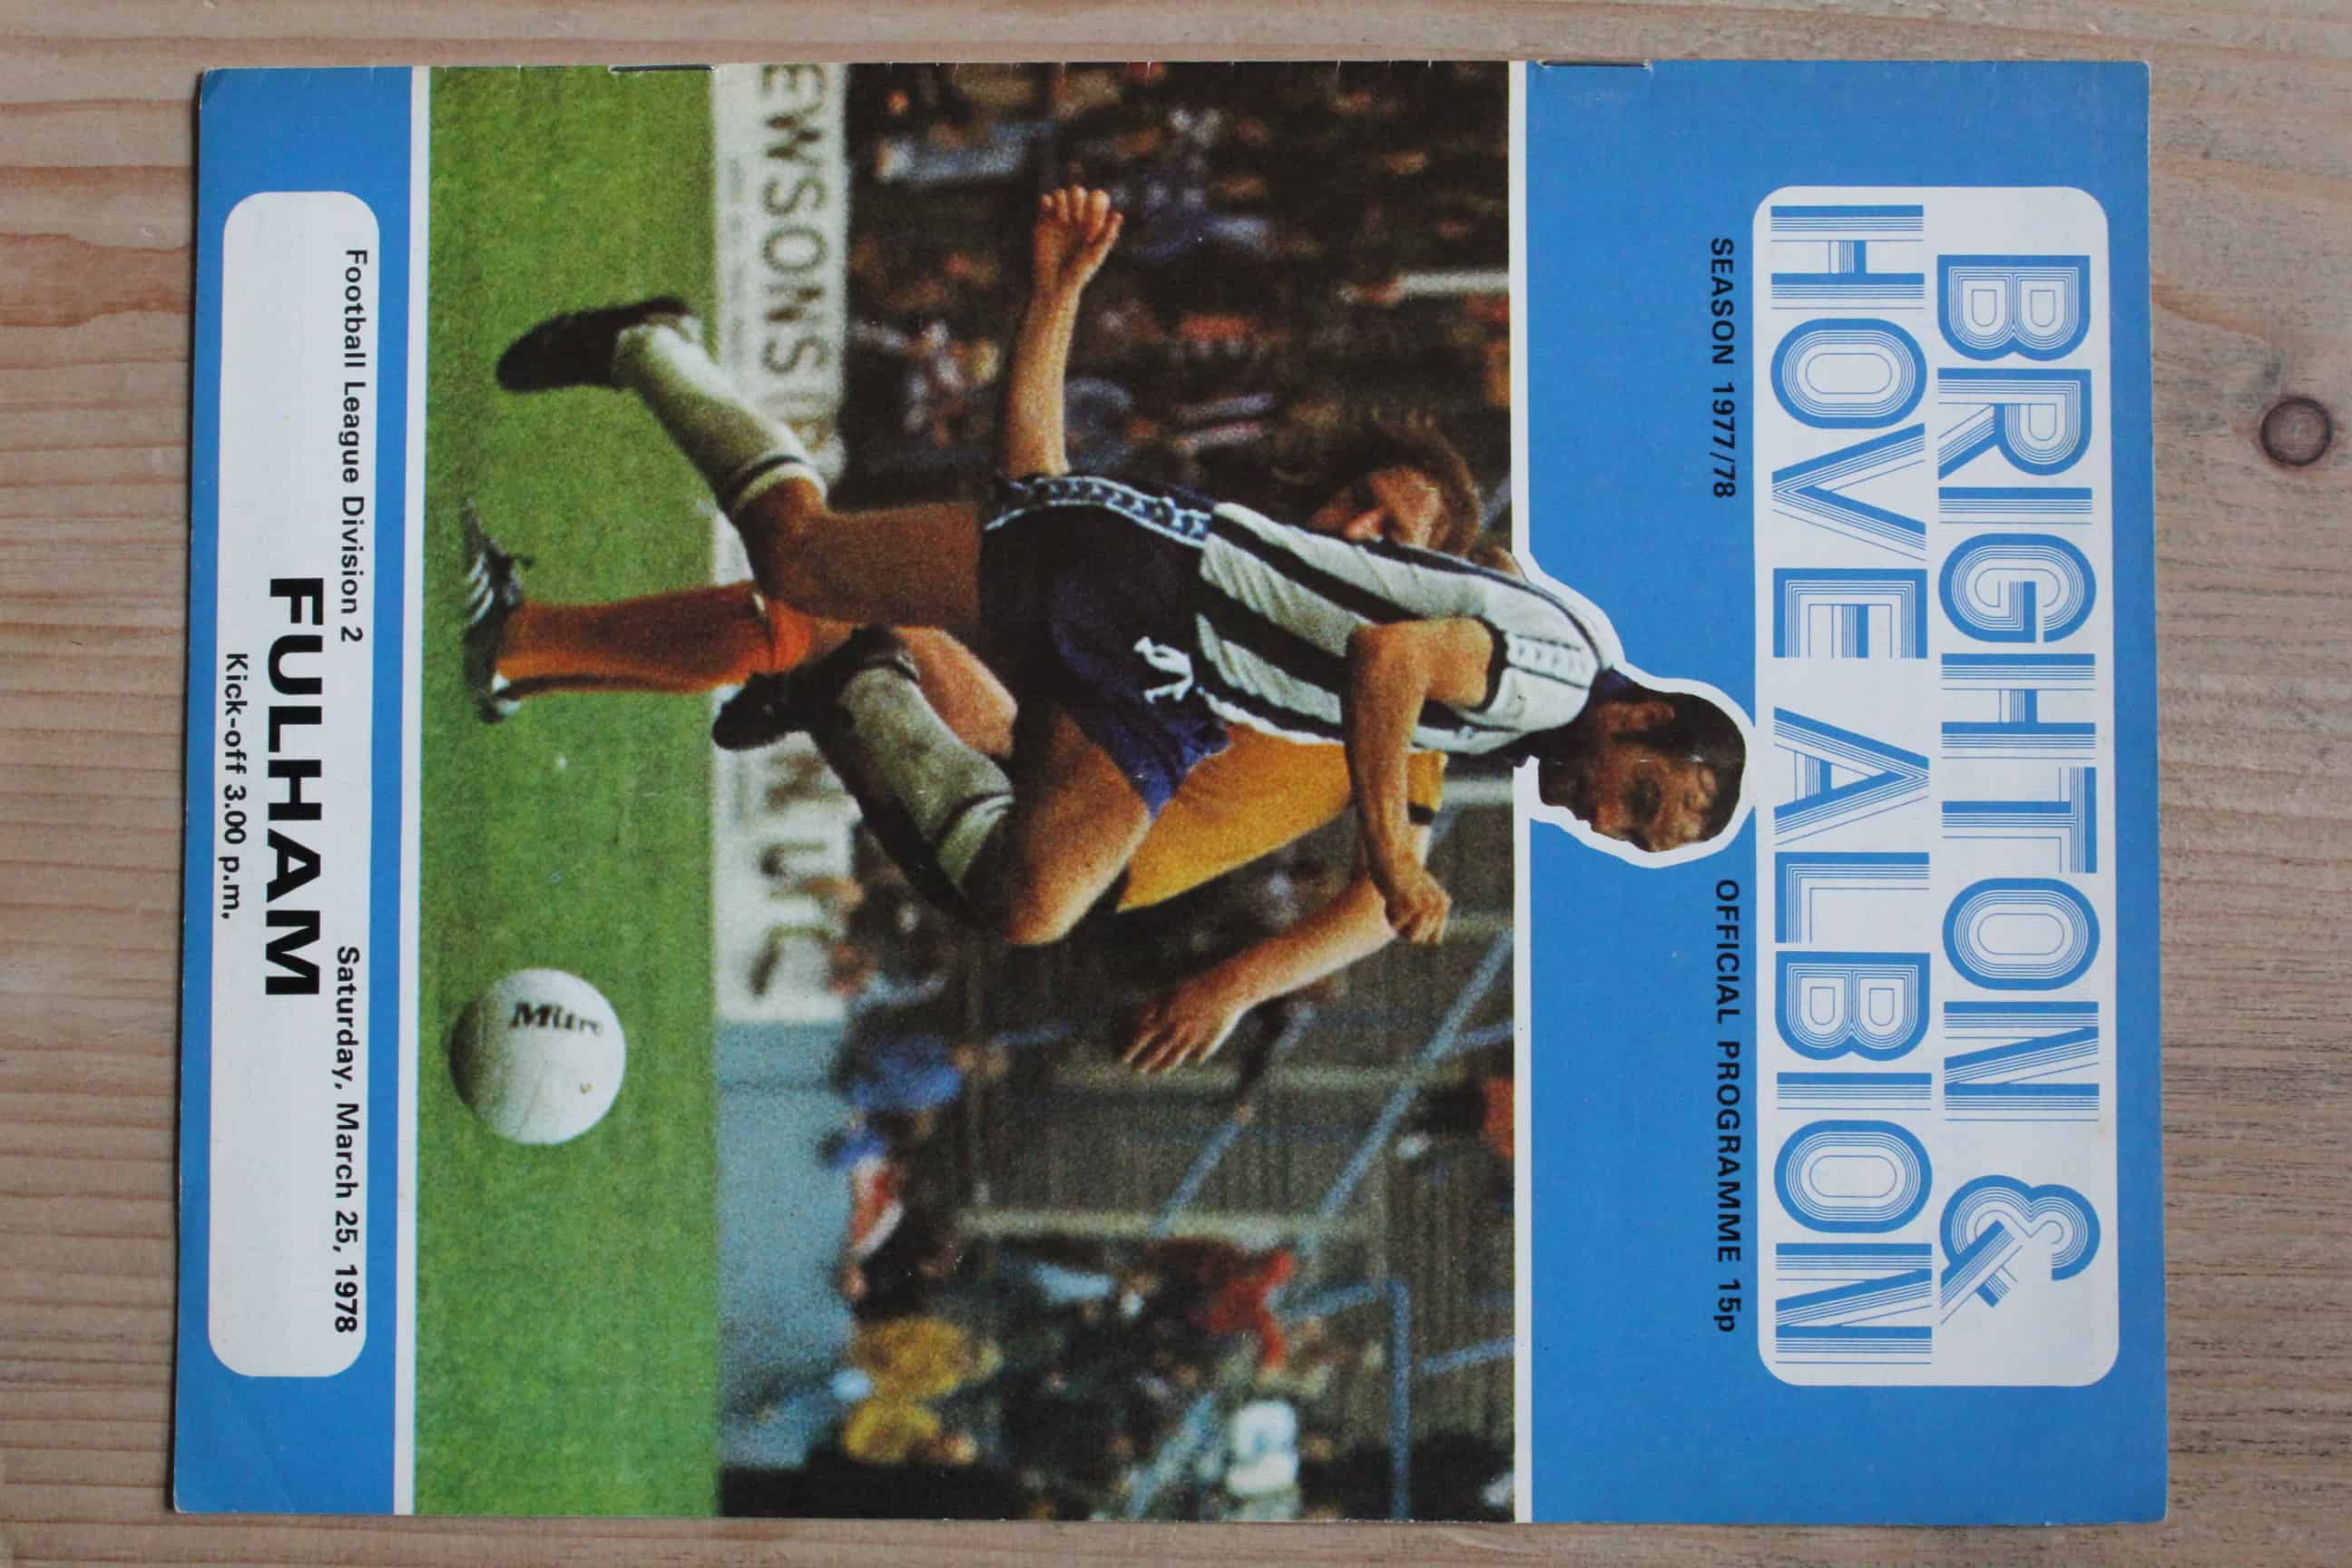 BRIGHTON &
HOVE ALBION
SEASON 1977/78
OFFICIAL PROGRAMME 15p
EWSONS
Mitre
Football League Division 2
Saturday, March 25, 1978
FULHAM
Kick-off 3.00 p.m.